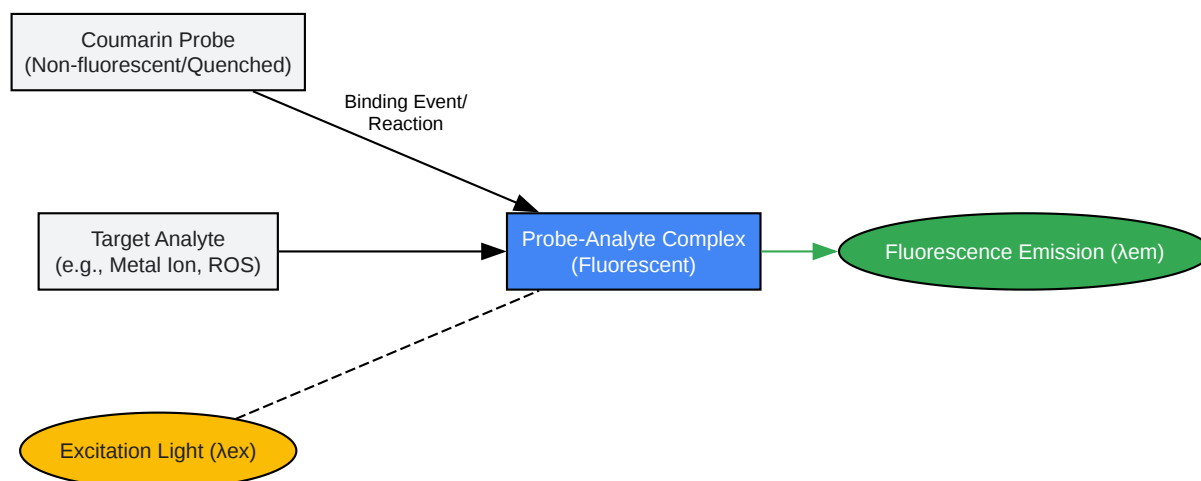 Coumarin Probe
(Non-fluorescent/Quenched)
Binding Event/
Reaction
Target Analyte
(e.g., Metal Ion, ROS)
Probe-Analyte Complex
(Fluorescent)
Fluorescence Emission (λem)
Excitation Light (λex)